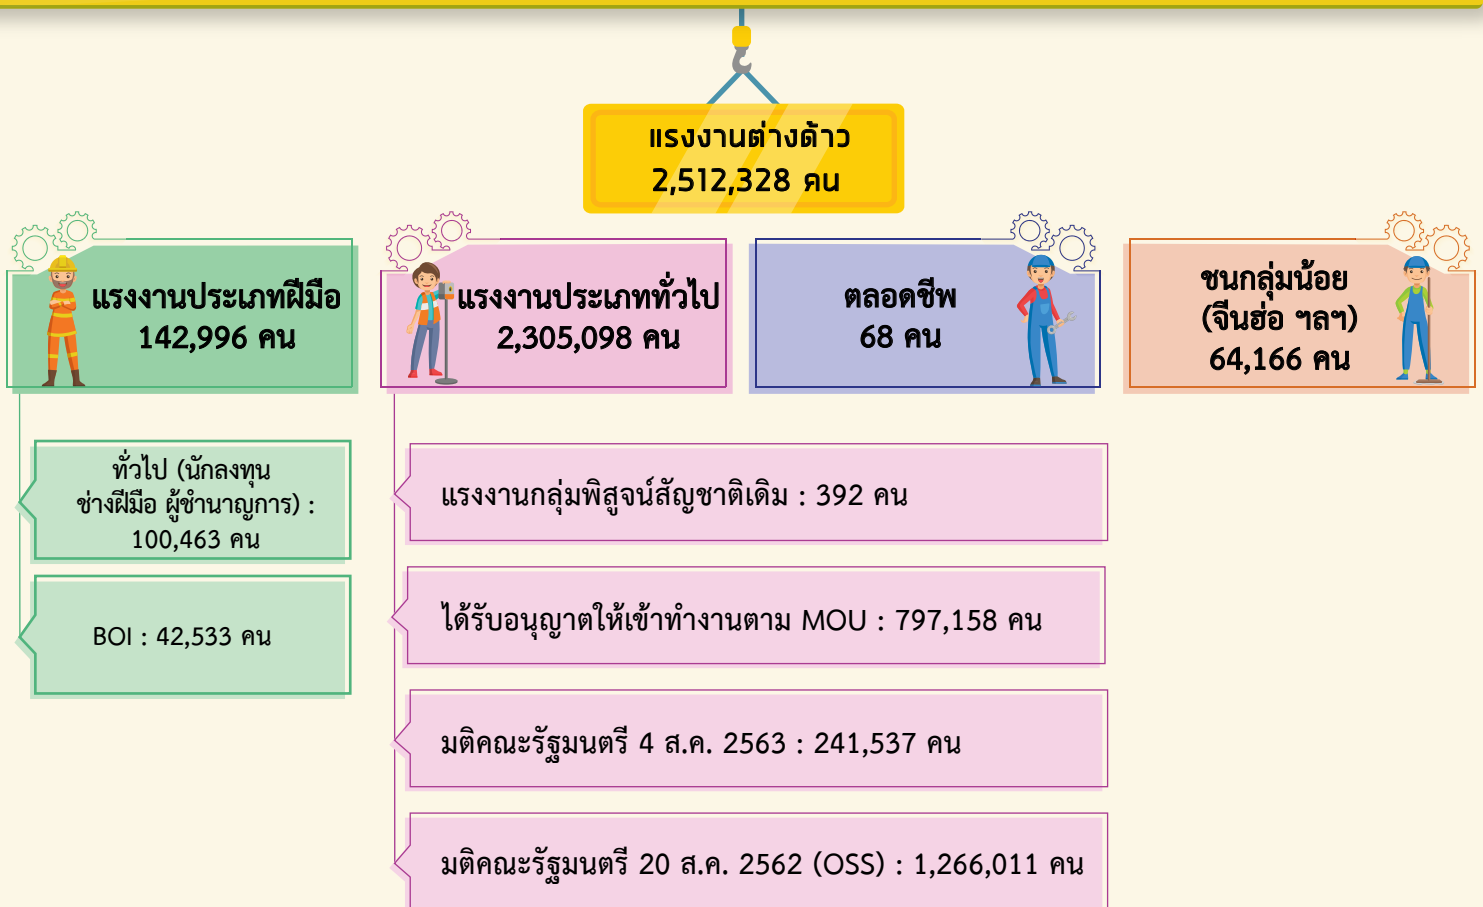 แรงงานต่างด้าว
2,512,328 คน
แรงงานประเภทฝีมือ
142,996 คน
แรงงานประเภททั่วไป
2,305,098 คน
ตลอดชีพ
68 คน
ชนกลุ่มน้อย
(จีนฮ่อ ฯลฯ)
64,166 คน
ทั่วไป (นักลงทุน
ช่างฝีมือ ผู้ชำนาญการ) :
100,463 คน
BOI : 42,533 คน
แรงงานกลุ่มพิสูจน์สัญชาติเดิม : 392 คน
ได้รับอนุญาตให้เข้าทำงานตาม MOU : 797,158 คน
มติคณะรัฐมนตรี 4 ส.ค. 2563 : 241,537 คน
มติคณะรัฐมนตรี 20 ส.ค. 2562 (OSS) : 1,266,011 คน